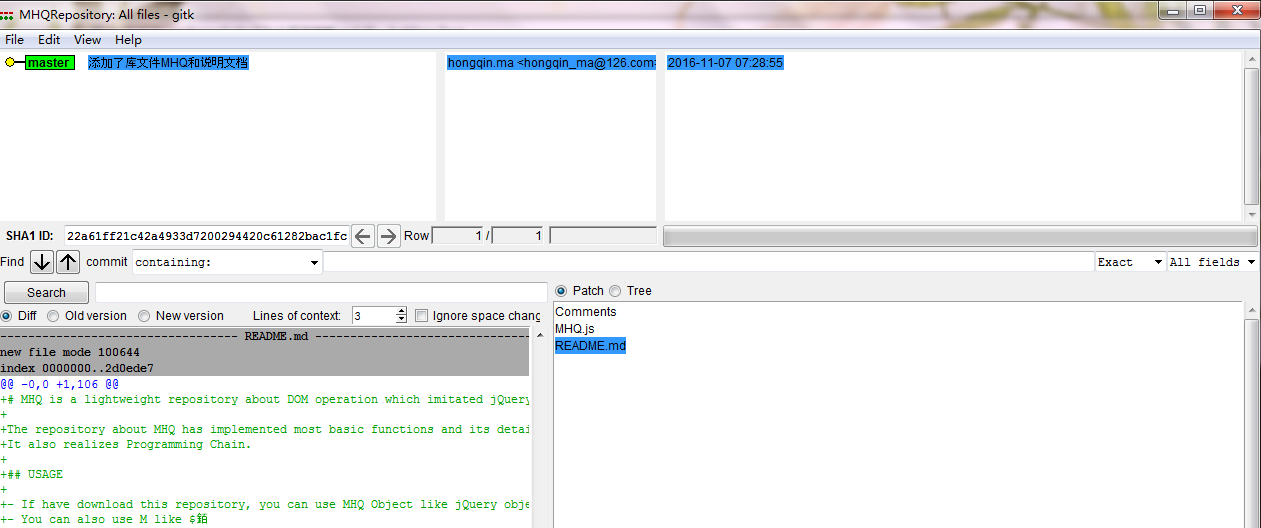 MHQRepository: All files - gitk
File Edit View Help
master 添加了库文件MHQ和说明文档 hongqin.ma <hongqin_ma@126.com> 2016-11-07 07:28:55
SHA1 ID: 22a61ff21c42a4933d7200294420c61282bac1fc Row 1 / 1
Find commit containing: Exact All fields
Search
Patch Tree
Diff Old version New version Lines of context: 3 Ignore space chang
Comments
MHQ.js
README.md
-------------------------------- README.md --------------------------------
new file mode 100644
index 0000000..2d0ede7
@@ -0,0 +1,106 @@
+# MHQ is a lightweight repository about DOM operation which imitated jQuery
+
+The repository about MHQ has implemented most basic functions and its detai
+It also realizes Programming Chain.
+
+## USAGE
+
+- If have download this repository, you can use MHQ Object like jQuery obje
+- You can also use M like $